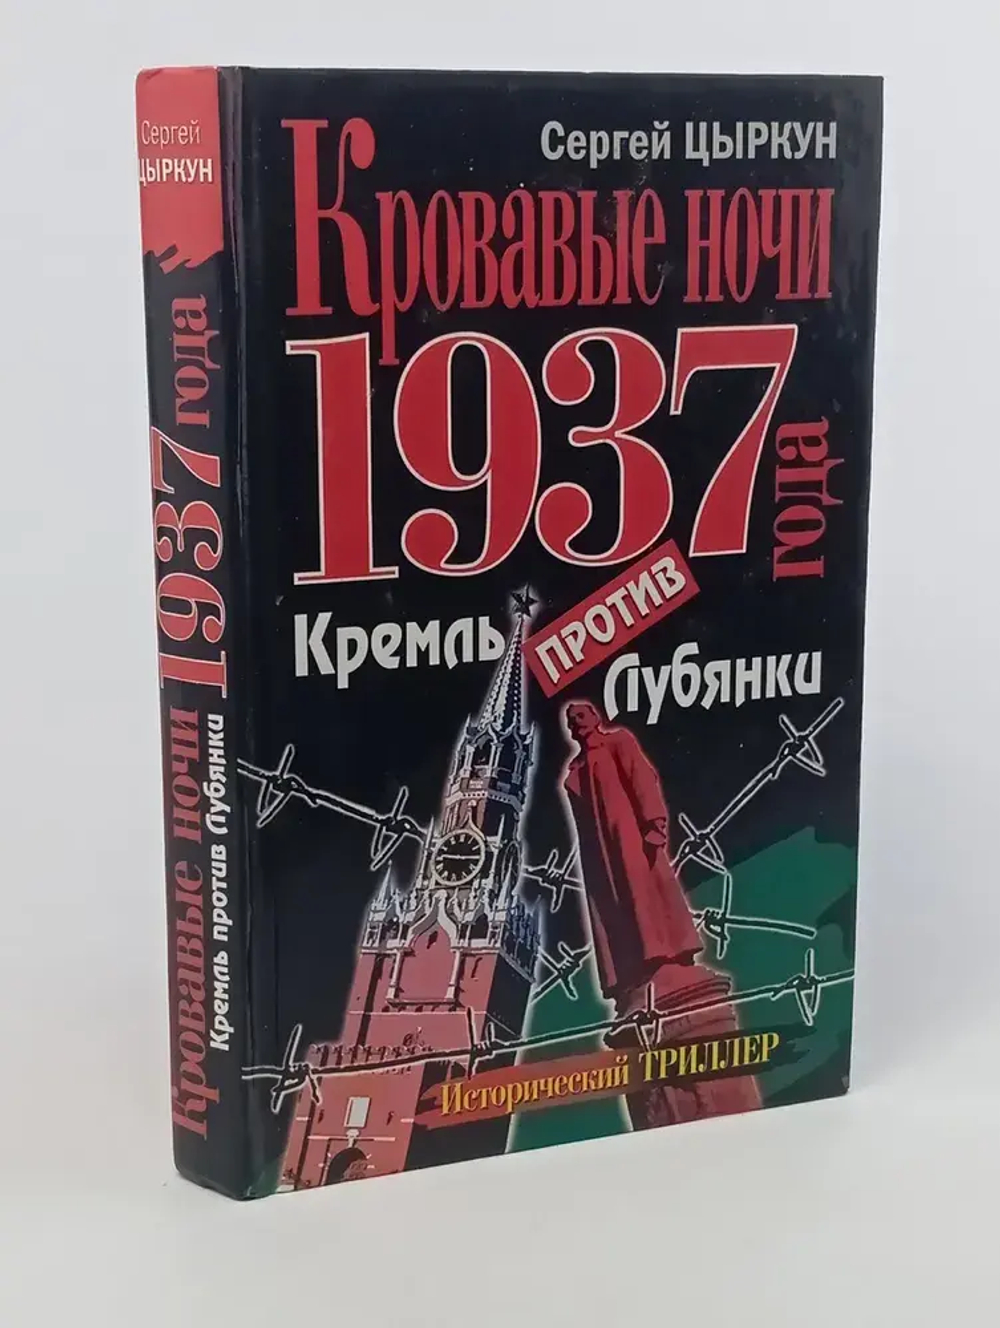 Сергей
ЦЫРКУН
Кровавые ночи 1937 года
Кремль против Лубянки
Сергей ЦЫРКУН
Кровавые ночи
1937
года
Кремль
против
Лубянки
Исторический ТРИЛЛЕР